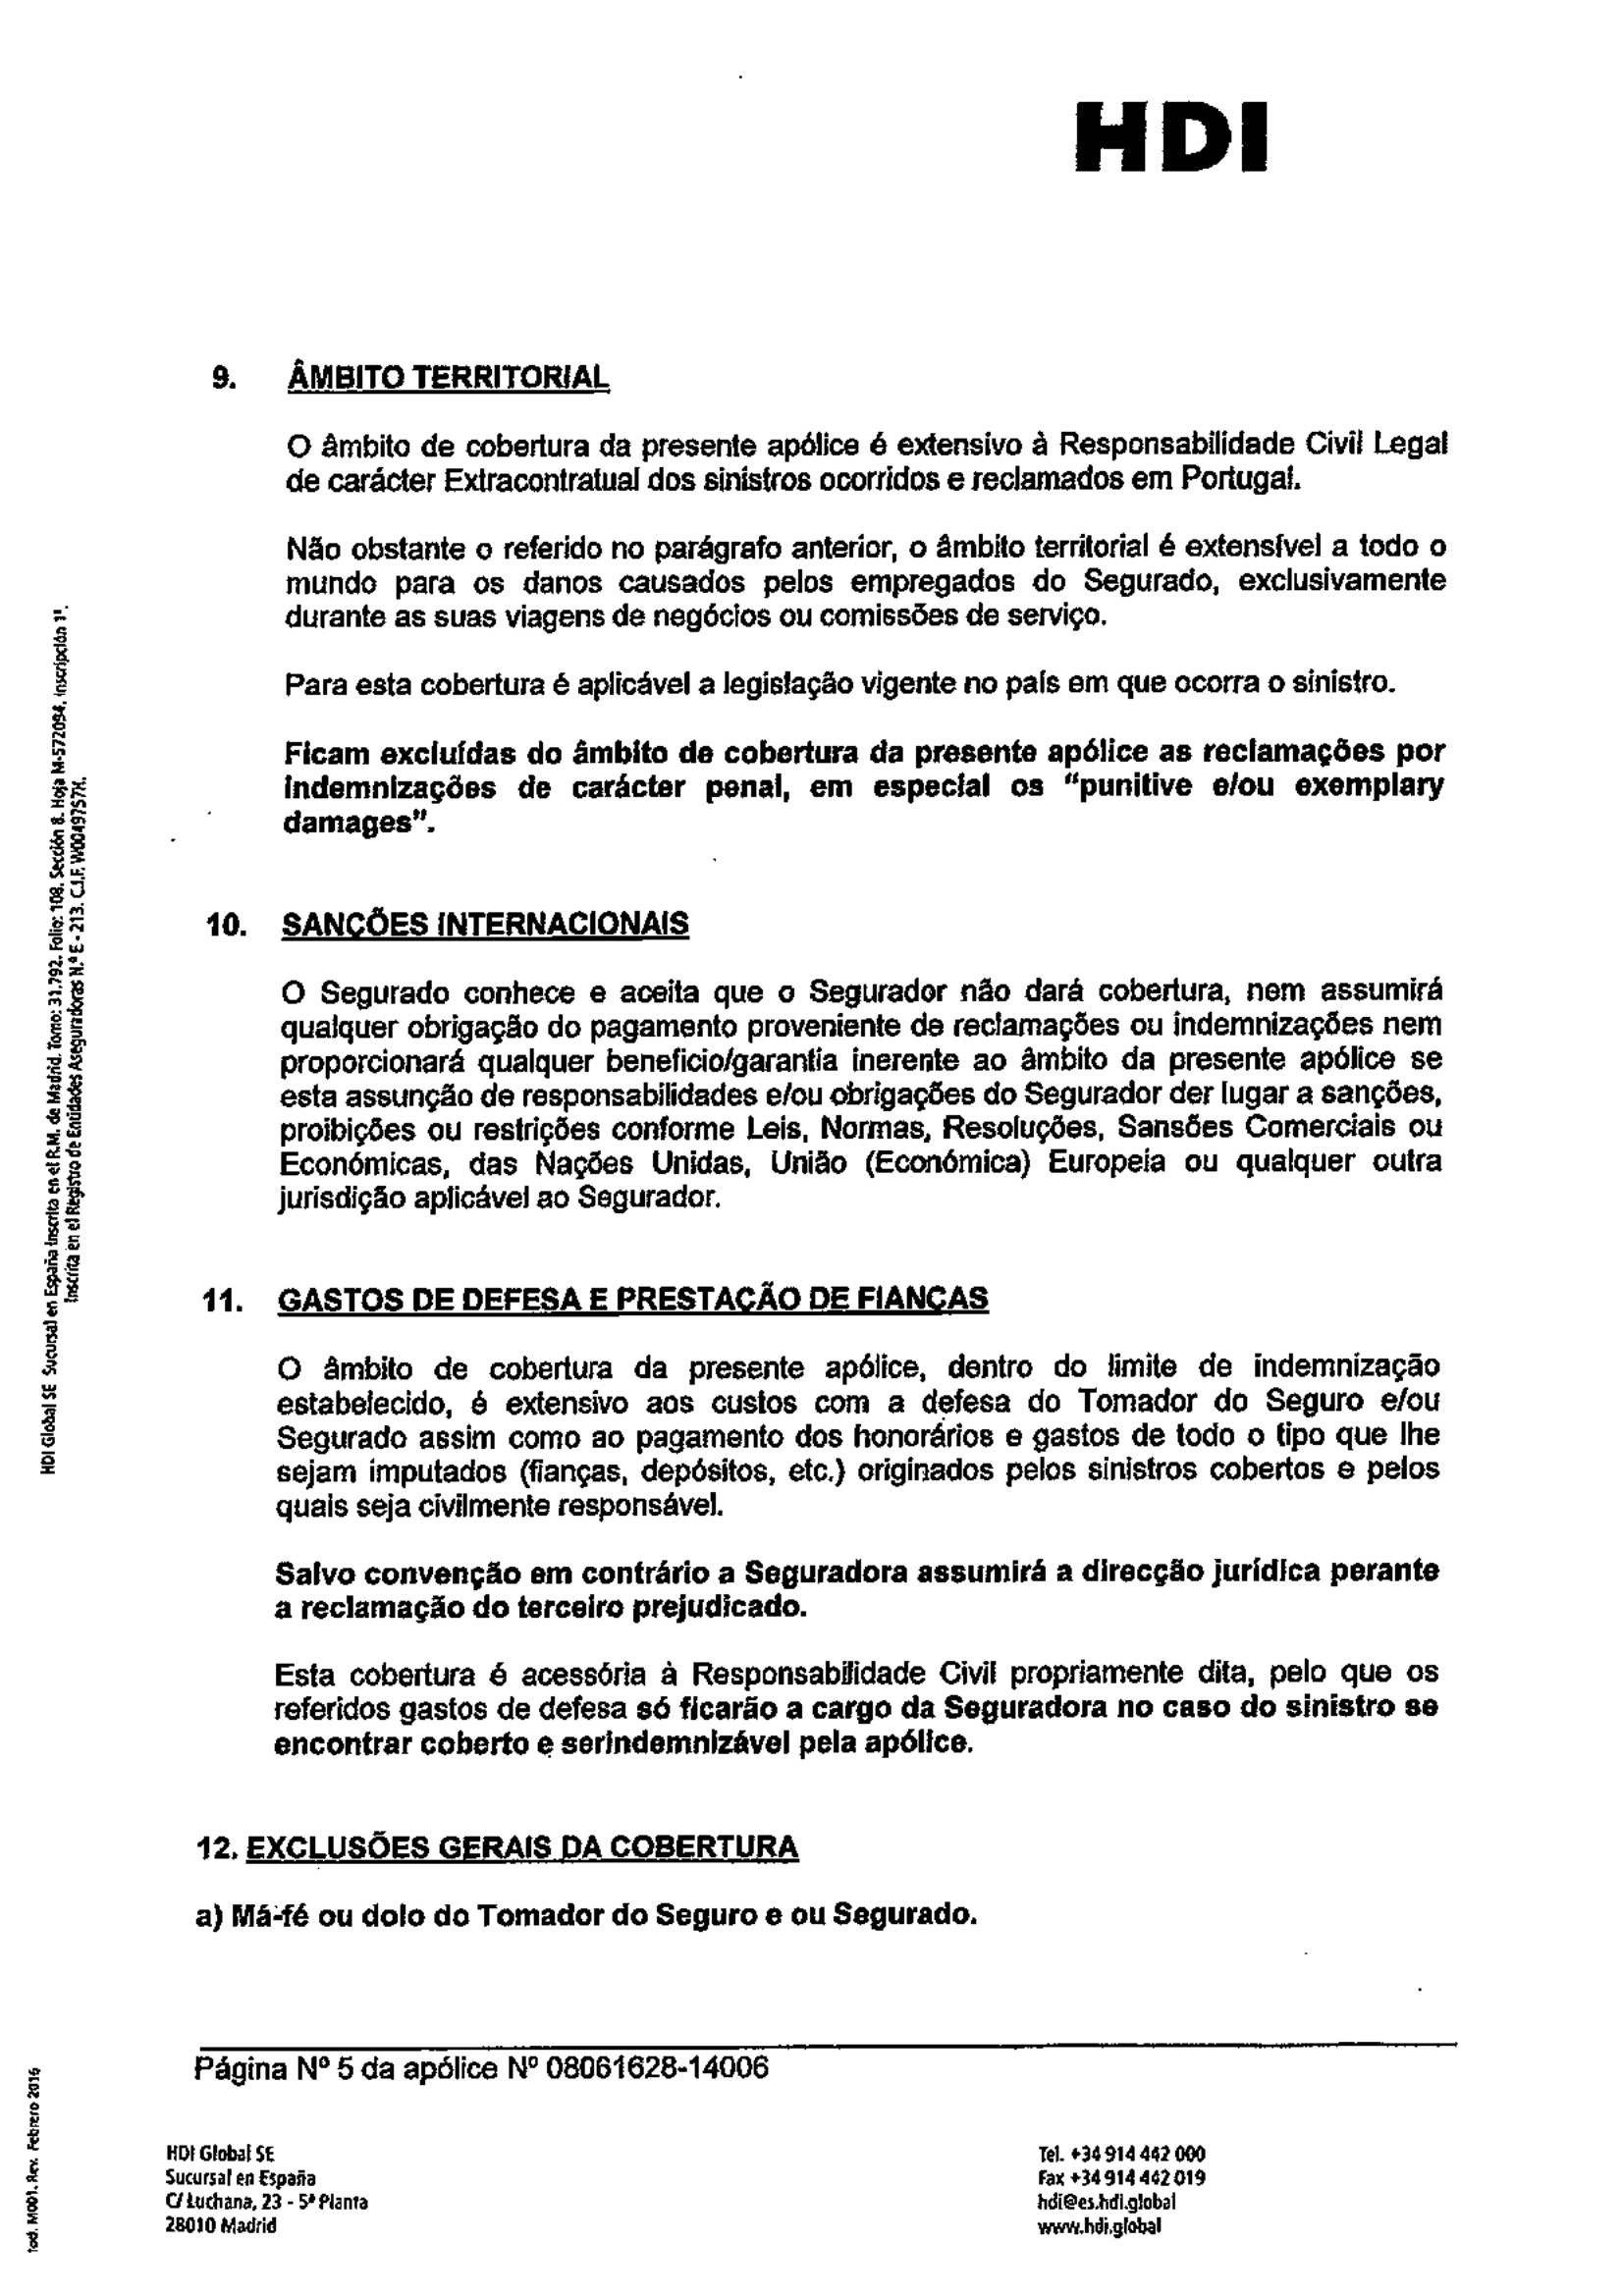 HDI
9. ÂMBITO TERRITORIAL
O âmbito de cobertura da presente apólice é extensivo à Responsabilidade Civil Legal
de carácter Extracontratual dos sinistros ocorridos e reclamados em Portugal.
Não obstante o referido no parágrafo anterior, o âmbito territorial é extensível a todo o
mundo para os danos causados pelos empregados do Segurado, exclusivamente
durante as suas viagens de negócios ou comissões de serviço.
Para esta cobertura é aplicável a legislação vigente no país em que ocorra o sinistro.
Ficam excluídas do âmbito de cobertura da presente apólice as reclamações por
indemnizações de carácter penal, em especial os “punitive e/ou exemplary
damages”.
10. SANÇÕES INTERNACIONAIS
O Segurado conhece e aceita que o Segurador não dará cobertura, nem assumirá
qualquer obrigação do pagamento proveniente de reclamações ou indemnizações nem
proporcionará qualquer beneficio/garantia inerente ao âmbito da presente apólice se
esta assunção de responsabilidades e/ou obrigações do Segurador der lugar a sanções,
proibições ou restrições conforme Leis, Normas, Resoluções, Sansões Comerciais ou
Económicas, das Nações Unidas, União (Económica) Europeia ou qualquer outra
jurisdição aplicável ao Segurador.
11. GASTOS DE DEFESA E PRESTAÇÃO DE FIANÇAS
O âmbito de cobertura da presente apólice, dentro do limite de indemnização
estabelecido, é extensivo aos custos com a defesa do Tomador do Seguro e/ou
Segurado assim como ao pagamento dos honorários e gastos de todo o tipo que lhe
sejam imputados (fianças, depósitos, etc.) originados pelos sinistros cobertos e pelos
quais seja civilmente responsável.
Salvo convenção em contrário a Seguradora assumirá a direcção jurídica perante
a reclamação do terceiro prejudicado.
Esta cobertura é acessória à Responsabilidade Civil propriamente dita, pelo que os
referidos gastos de defesa só ficarão a cargo da Seguradora no caso do sinistro se
encontrar coberto e serindemnizável pela apólice.
12. EXCLUSÕES GERAIS DA COBERTURA
a) Má-fé ou dolo do Tomador do Seguro e ou Segurado.
Página Nº 5 da apólice Nº 08061628-14006
HDI Global SE
Sucursal en España
C/ Luchana, 23 - 5ª Planta
28010 Madrid
Tel. +34 914 442 000
Fax +34 914 442 019
hdi@es.hdi.global
www.hdi.global
HDI Global SE Sucursal en España Inscrita en el R.M. de Madrid. Tomo: 31.792. Folio: 108. Sección 8. Hoja M-572094. Inscripción 1ª.
Inscrita en el Registro de Entidades Aseguradoras N.º E - 213. C.I.F. W0049757H.
Cod. M001. Rev. Febrero 2016